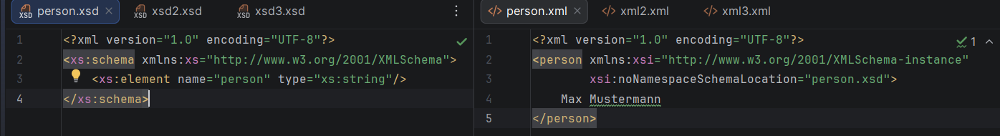 person.xsd xsd2.xsd xsd3.xsd
1 <?xml version="1.0" encoding="UTF-8"?>
2 <xs:schema xmlns:xs="http://www.w3.org/2001/XMLSchema">
3     <xs:element name="person" type="xs:string"/>
4 </xs:schema>
person.xml xml2.xml xml3.xml
1 <?xml version="1.0" encoding="UTF-8"?> 1
2 <person xmlns:xsi="http://www.w3.org/2001/XMLSchema-instance"
3         xsi:noNamespaceSchemaLocation="person.xsd">
4     Max Mustermann
5 </person>